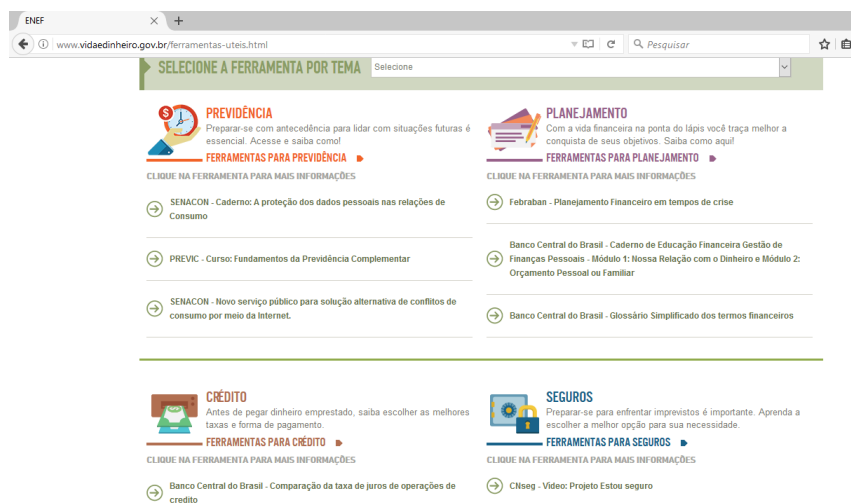 ENEF
www.vidaedinheiro.gov.br/ferramentas-uteis.html
Pesquisar
SELECIONE A FERRAMENTA POR TEMA
Selecione
PREVIDÊNCIA
Preparar-se com antecedência para lidar com situações futuras é
essencial. Acesse e saiba como!
FERRAMENTAS PARA PREVIDÊNCIA
CLIQUE NA FERRAMENTA PARA MAIS INFORMAÇÕES
SENACON - Caderno: A proteção dos dados pessoais nas relações de
Consumo
PREVIC - Curso: Fundamentos da Previdência Complementar
SENACON - Novo serviço público para solução alternativa de conflitos de
consumo por meio da Internet.
PLANEJAMENTO
Com a vida financeira na ponta do lápis você traça melhor a
conquista de seus objetivos. Saiba como aqui!
FERRAMENTAS PARA PLANEJAMENTO
CLIQUE NA FERRAMENTA PARA MAIS INFORMAÇÕES
Febraban - Planejamento Financeiro em tempos de crise
Banco Central do Brasil - Caderno de Educação Financeira Gestão de
Finanças Pessoais - Módulo 1: Nossa Relação com o Dinheiro e Módulo 2:
Orçamento Pessoal ou Familiar
Banco Central do Brasil - Glossário Simplificado dos termos financeiros
CRÉDITO
Antes de pegar dinheiro emprestado, saiba escolher as melhores
taxas e forma de pagamento.
FERRAMENTAS PARA CRÉDITO
CLIQUE NA FERRAMENTA PARA MAIS INFORMAÇÕES
Banco Central do Brasil - Comparação da taxa de juros de operações de
credito
SEGUROS
Preparar-se para enfrentar imprevistos é importante. Aprenda a
escolher a melhor opção para sua necessidade.
FERRAMENTAS PARA SEGUROS
CLIQUE NA FERRAMENTA PARA MAIS INFORMAÇÕES
CNseg - Video: Projeto Estou seguro